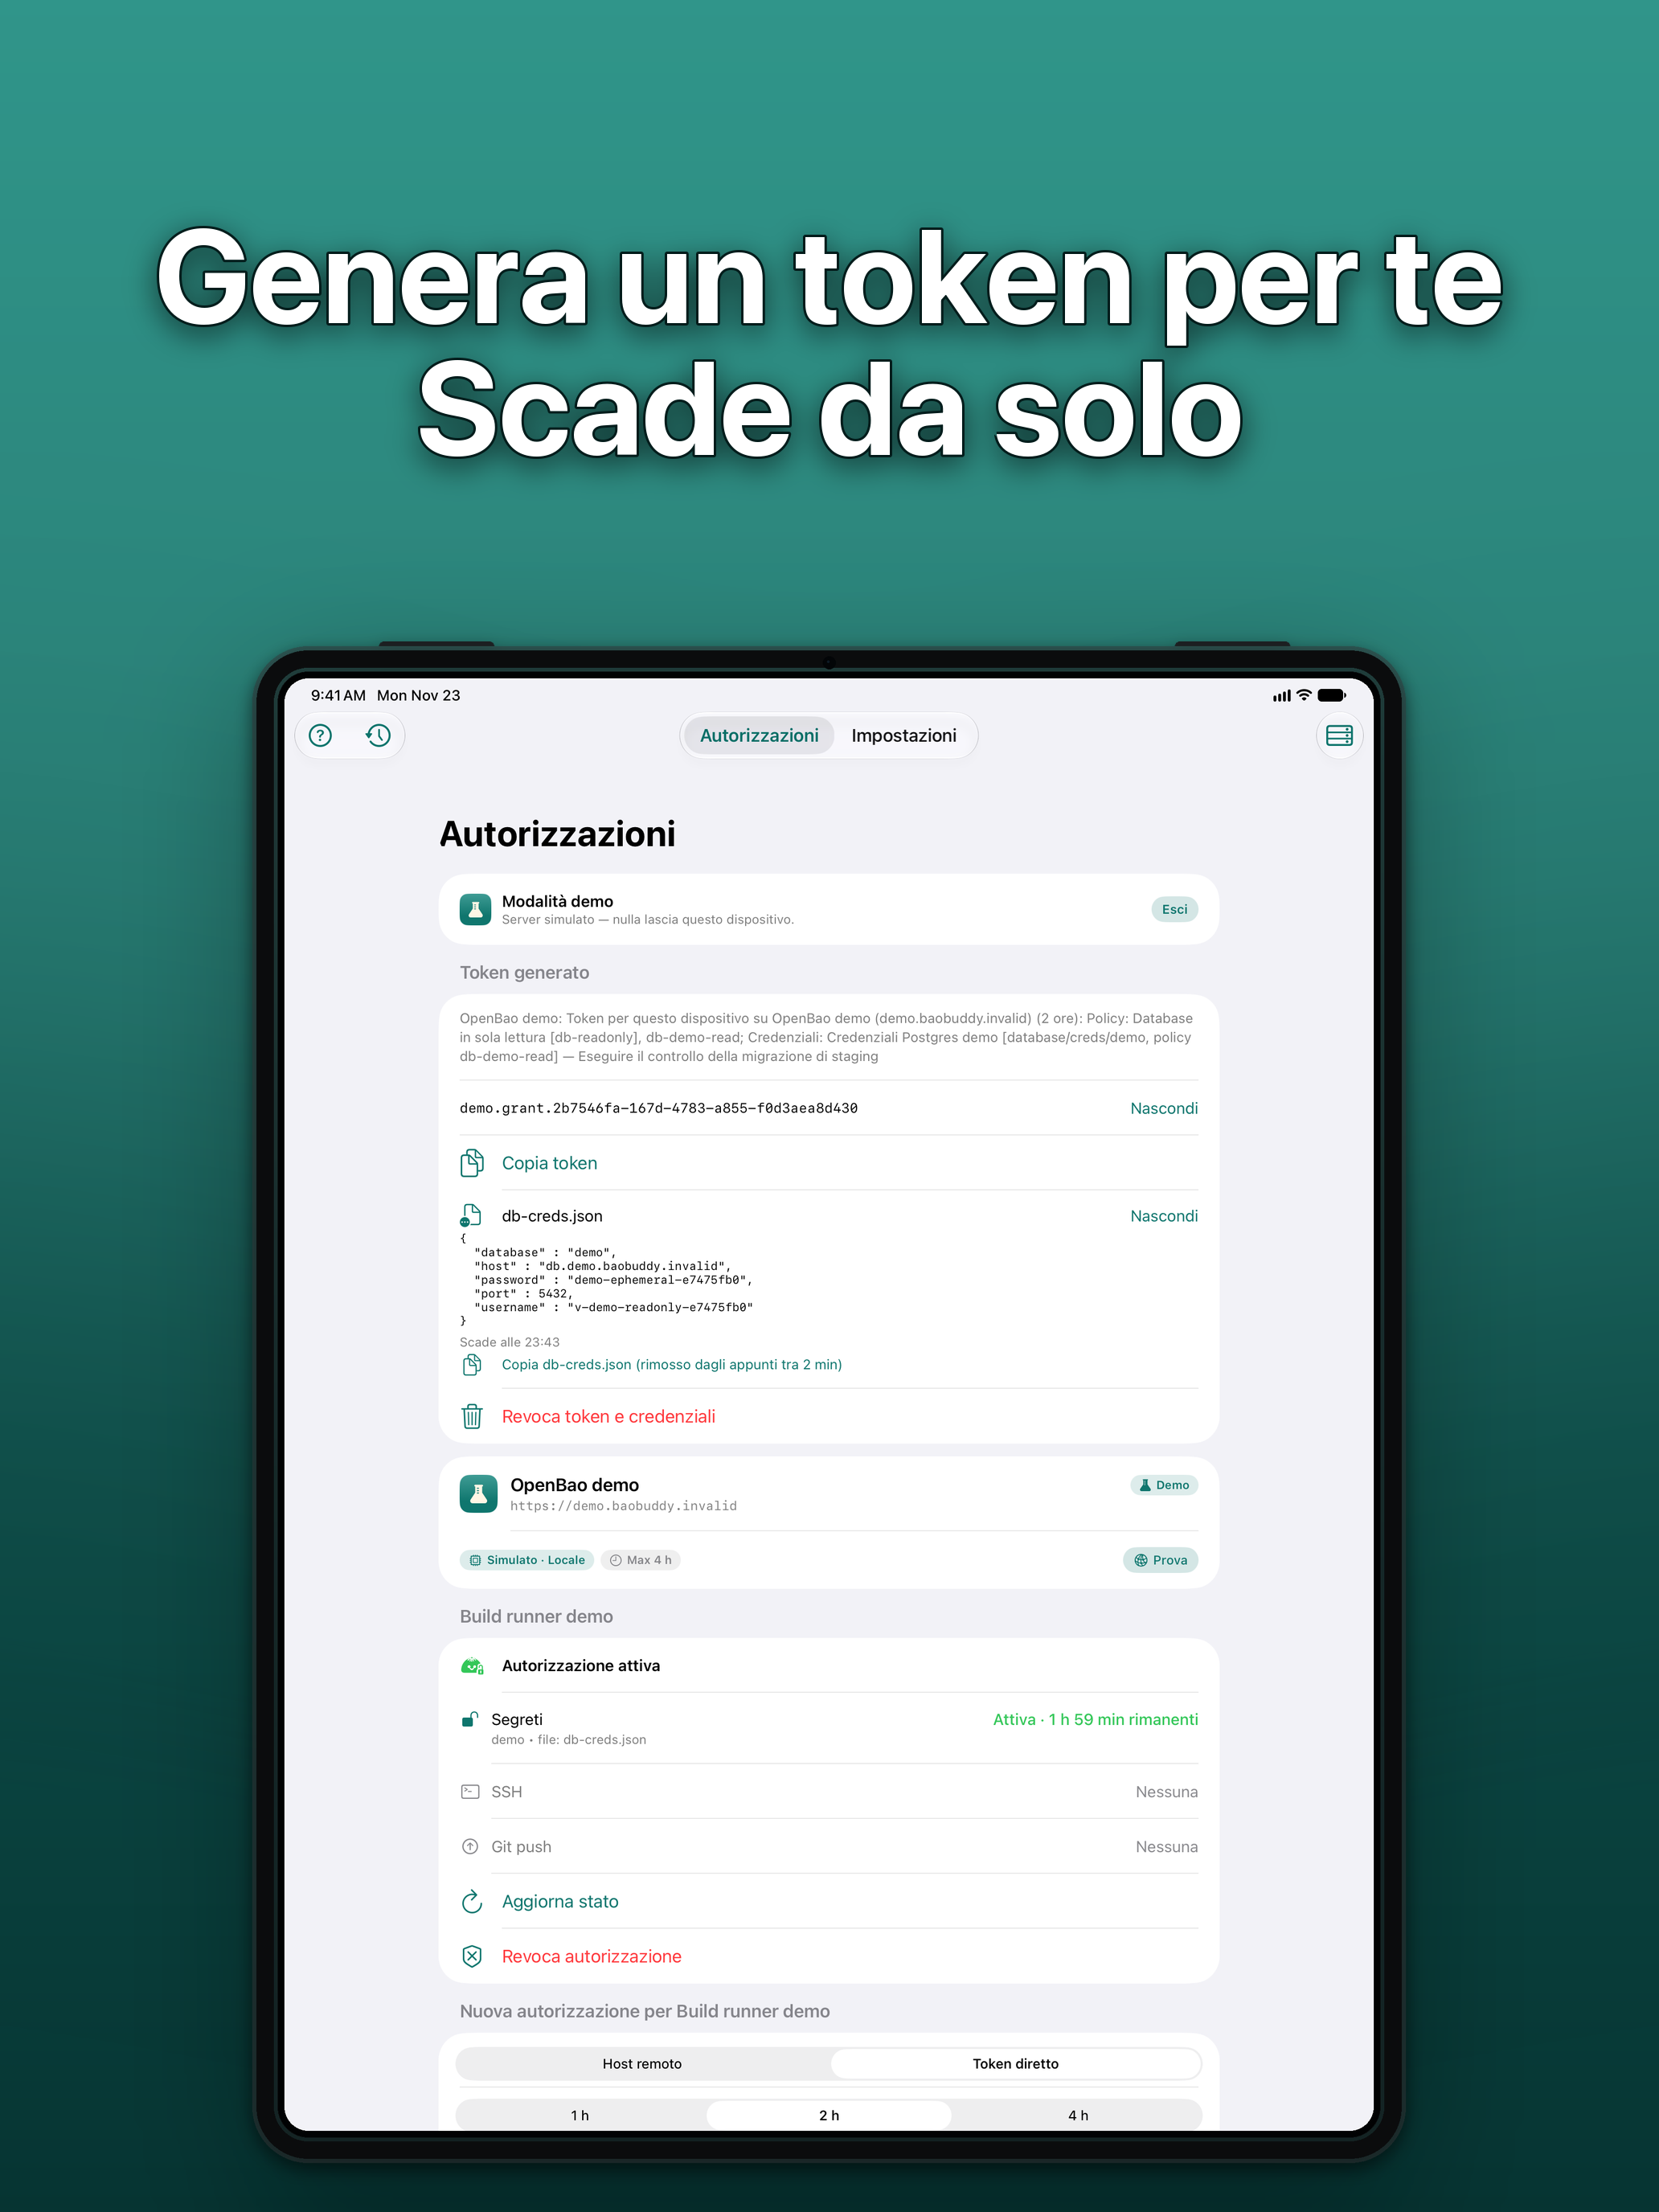 Genera un token per te
Scade da solo
9:41 AM Mon Nov 23
Autorizzazioni Impostazioni
Autorizzazioni
Modalità demo
Server simulato — nulla lascia questo dispositivo.
Esci
Token generato
OpenBao demo: Token per questo dispositivo su OpenBao demo (demo.baobuddy.invalid) (2 ore): Policy: Database
in sola lettura [db-readonly], db-demo-read; Credenziali: Credenziali Postgres demo [database/creds/demo, policy
db-demo-read] — Eseguire il controllo della migrazione di staging
demo.grant.2b7546fa-167d-4783-a855-f0d3aea8d430 Nascondi
Copia token
db-creds.json Nascondi
{
"database" : "demo",
"host" : "db.demo.baobuddy.invalid",
"password" : "demo-ephemeral-e7475fb0",
"port" : 5432,
"username" : "v-demo-readonly-e7475fb0"
}
Scade alle 23:43
Copia db-creds.json (rimosso dagli appunti tra 2 min)
Revoca token e credenziali
OpenBao demo
Demo
https://demo.baobuddy.invalid
Simulato · Locale Max 4 h Prova
Build runner demo
Autorizzazione attiva
Segreti Attiva · 1 h 59 min rimanenti
demo • file: db-creds.json
SSH Nessuna
Git push Nessuna
Aggiorna stato
Revoca autorizzazione
Nuova autorizzazione per Build runner demo
Host remoto Token diretto
1 h 2 h 4 h